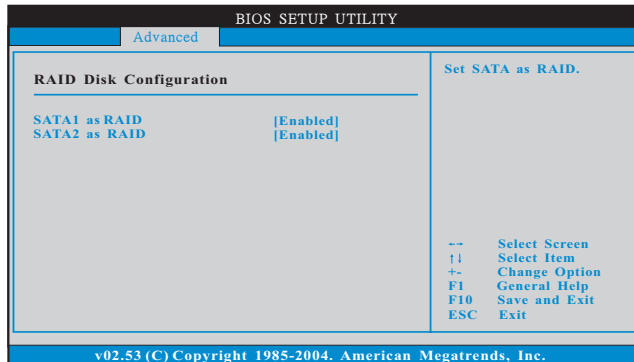 BIOS SETUP UTILITY
Advanced
RAID Disk Configuration
SATA1 as RAID [Enabled]
SATA2 as RAID [Enabled]
Set SATA as RAID.
←→ Select Screen
↑↓ Select Item
+- Change Option
F1 General Help
F10 Save and Exit
ESC Exit
v02.53 (C) Copyright 1985-2004. American Megatrends, Inc.